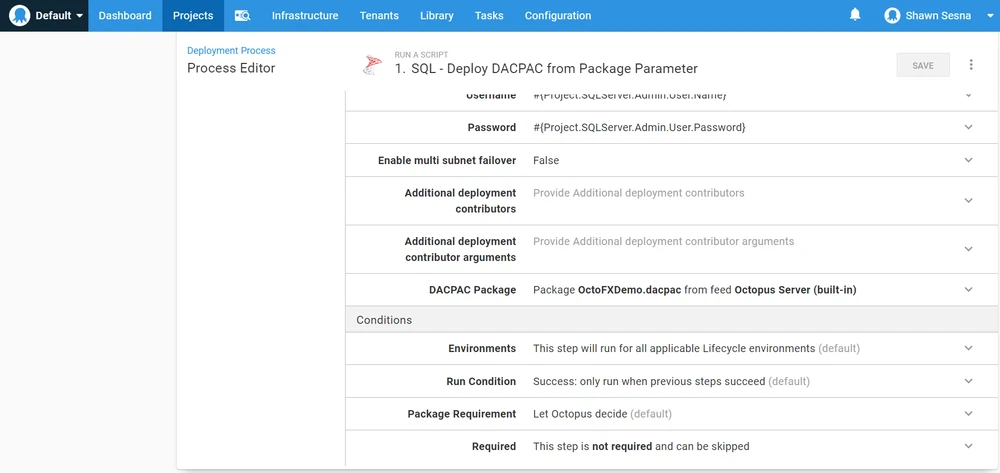 Default Dashboard Projects Infrastructure Tenants Library Tasks Configuration Shawn Sesna
Deployment Process
Process Editor
RUN A SCRIPT
1. SQL - Deploy DACPAC from Package Parameter
SAVE
Username #{Project.SQLServer.Admin.User.Name}
Password #{Project.SQLServer.Admin.User.Password}
Enable multi subnet failover False
Additional deployment
contributors
Provide Additional deployment contributors
Additional deployment
contributor arguments
Provide Additional deployment contributor arguments
DACPAC Package Package OctoFXDemo.dacpac from feed Octopus Server (built-in)
Conditions
Environments This step will run for all applicable Lifecycle environments (default)
Run Condition Success: only run when previous steps succeed (default)
Package Requirement Let Octopus decide (default)
Required This step is not required and can be skipped